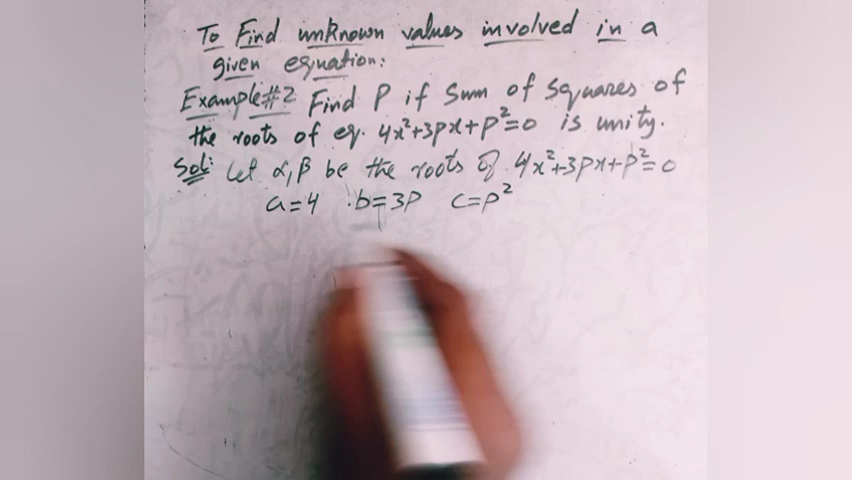 To Find unknown values involved in a
given equation:
Example#2 Find P if Sum of Squares of
the roots of eq. 4x²+3px+p²=0 is unity.
Sol: Let α,β be the roots of 4x²+3px+p²=0
a=4 b=3P c=p²